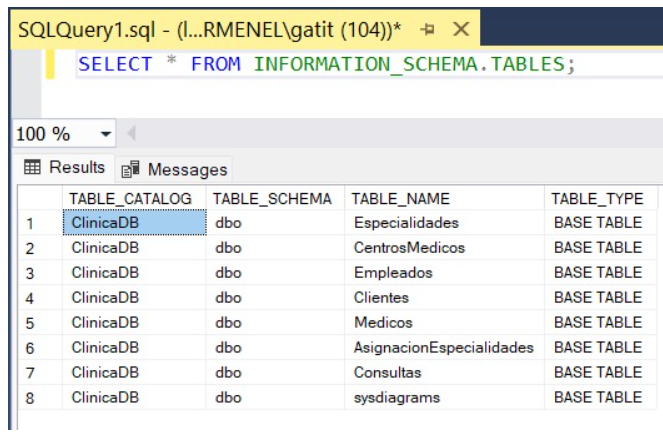 SQLQuery1.sql - (l...RMENEL\gatit (104))*
SELECT * FROM INFORMATION_SCHEMA.TABLES;
100 %
Results Messages
TABLE_CATALOG TABLE_SCHEMA TABLE_NAME TABLE_TYPE
1 ClinicaDB dbo Especialidades BASE TABLE
2 ClinicaDB dbo CentrosMedicos BASE TABLE
3 ClinicaDB dbo Empleados BASE TABLE
4 ClinicaDB dbo Clientes BASE TABLE
5 ClinicaDB dbo Medicos BASE TABLE
6 ClinicaDB dbo AsignacionEspecialidades BASE TABLE
7 ClinicaDB dbo Consultas BASE TABLE
8 ClinicaDB dbo sysdiagrams BASE TABLE